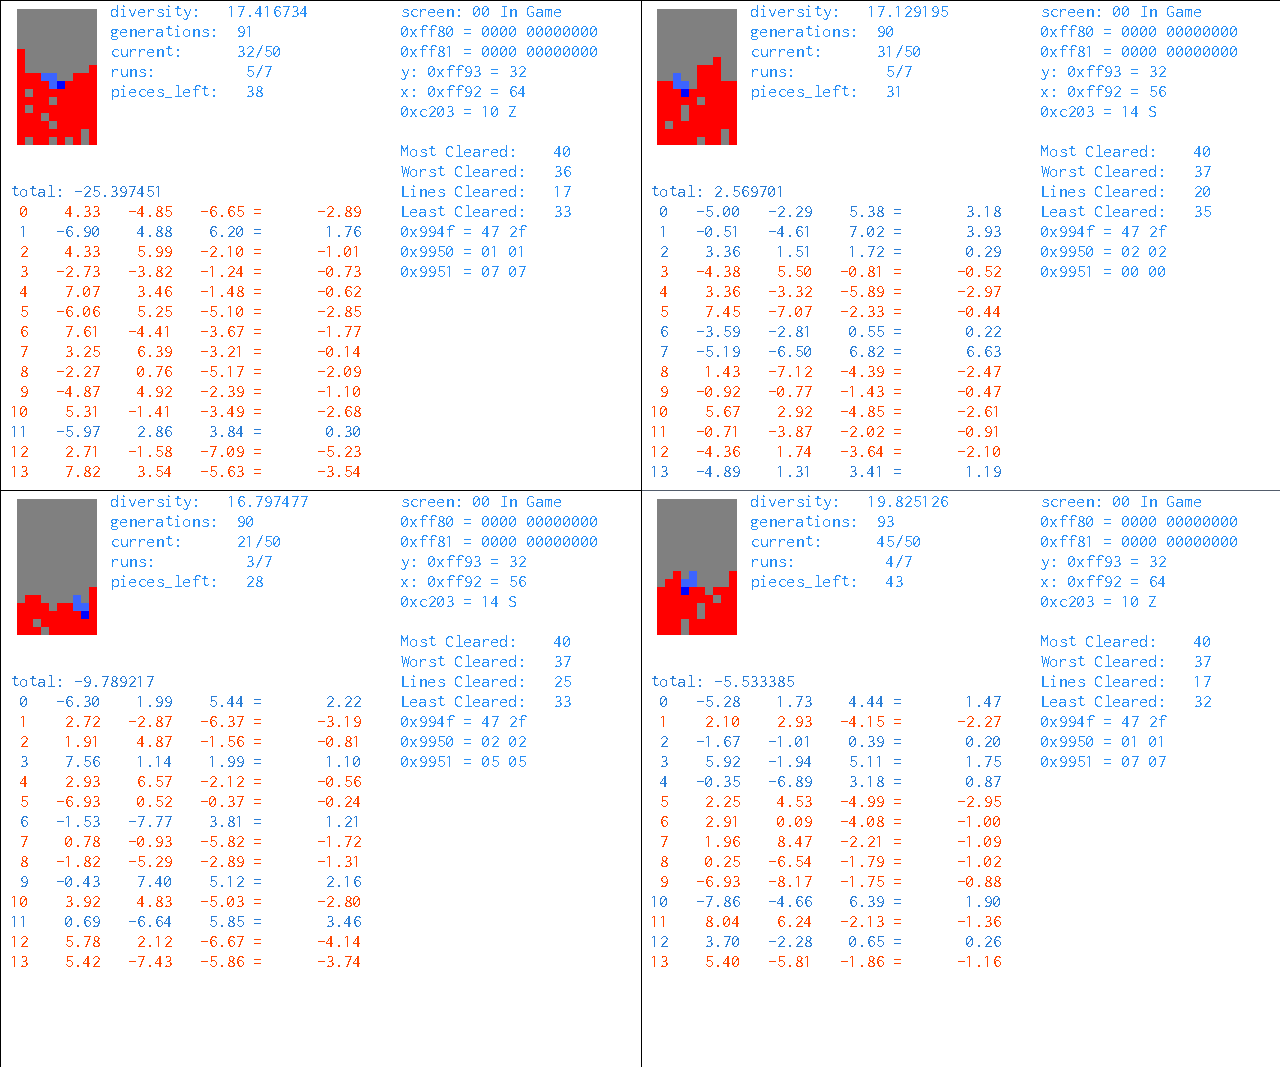 diversity: 17.416734
generations: 91
current: 32/50
runs: 5/7
pieces_left: 38
screen: 00 In Game
0xff80 = 0000 00000000
0xff81 = 0000 00000000
y: 0xff93 = 32
x: 0xff92 = 64
0xc203 = 10 Z
Most Cleared: 40
Worst Cleared: 36
Lines Cleared: 17
Least Cleared: 33
0x994f = 47 2f
0x9950 = 01 01
0x9951 = 07 07
total: -25.397451
0 4.33 -4.85 -6.65 = -2.89
1 -6.90 4.88 6.20 = 1.76
2 4.33 5.99 -2.10 = -1.01
3 -2.73 -3.82 -1.24 = -0.73
4 7.07 3.46 -1.48 = -0.62
5 -6.06 5.25 -5.10 = -2.85
6 7.61 -4.41 -3.67 = -1.77
7 3.25 6.39 -3.21 = -0.14
8 -2.27 0.76 -5.17 = -2.09
9 -4.87 4.92 -2.39 = -1.10
10 5.31 -1.41 -3.49 = -2.68
11 -5.97 2.86 3.84 = 0.30
12 2.71 -1.58 -7.09 = -5.23
13 7.82 3.54 -5.63 = -3.54
diversity: 17.129195
generations: 90
current: 31/50
runs: 5/7
pieces_left: 31
screen: 00 In Game
0xff80 = 0000 00000000
0xff81 = 0000 00000000
y: 0xff93 = 32
x: 0xff92 = 56
0xc203 = 14 S
Most Cleared: 40
Worst Cleared: 37
Lines Cleared: 20
Least Cleared: 35
0x994f = 47 2f
0x9950 = 02 02
0x9951 = 00 00
total: 2.569701
0 -5.00 -2.29 5.38 = 3.18
1 -0.51 -4.61 7.02 = 3.93
2 3.36 1.51 1.72 = 0.29
3 -4.38 5.50 -0.81 = -0.52
4 3.36 -3.32 -5.89 = -2.97
5 7.45 -7.07 -2.33 = -0.44
6 -3.59 -2.81 0.55 = 0.22
7 -5.19 -6.50 6.82 = 6.63
8 1.43 -7.12 -4.39 = -2.47
9 -0.92 -0.77 -1.43 = -0.47
10 5.67 2.92 -4.85 = -2.61
11 -0.71 -3.87 -2.02 = -0.91
12 -4.36 1.74 -3.64 = -2.10
13 -4.89 1.31 3.41 = 1.19
diversity: 16.797477
generations: 90
current: 21/50
runs: 3/7
pieces_left: 28
screen: 00 In Game
0xff80 = 0000 00000000
0xff81 = 0000 00000000
y: 0xff93 = 32
x: 0xff92 = 56
0xc203 = 14 S
Most Cleared: 40
Worst Cleared: 37
Lines Cleared: 25
Least Cleared: 33
0x994f = 47 2f
0x9950 = 02 02
0x9951 = 05 05
total: -9.789217
0 -6.30 1.99 5.44 = 2.22
1 2.72 -2.87 -6.37 = -3.19
2 1.91 4.87 -1.56 = -0.81
3 7.56 1.14 1.99 = 1.10
4 2.93 6.57 -2.12 = -0.56
5 -6.93 0.52 -0.37 = -0.24
6 -1.53 -7.77 3.81 = 1.21
7 0.78 -0.93 -5.82 = -1.72
8 -1.82 -5.29 -2.89 = -1.31
9 -0.43 7.40 5.12 = 2.16
10 3.92 4.83 -5.03 = -2.80
11 0.69 -6.64 5.85 = 3.46
12 5.78 2.12 -6.67 = -4.14
13 5.42 -7.43 -5.86 = -3.74
diversity: 19.825126
generations: 93
current: 45/50
runs: 4/7
pieces_left: 43
screen: 00 In Game
0xff80 = 0000 00000000
0xff81 = 0000 00000000
y: 0xff93 = 32
x: 0xff92 = 64
0xc203 = 10 Z
Most Cleared: 40
Worst Cleared: 37
Lines Cleared: 17
Least Cleared: 32
0x994f = 47 2f
0x9950 = 01 01
0x9951 = 07 07
total: -5.533385
0 -5.28 1.73 4.44 = 1.47
1 2.10 2.93 -4.15 = -2.27
2 -1.67 -1.01 0.39 = 0.20
3 5.92 -1.94 5.11 = 1.75
4 -0.35 -6.89 3.18 = 0.87
5 2.25 4.53 -4.99 = -2.95
6 2.91 0.09 -4.08 = -1.00
7 1.96 8.47 -2.21 = -1.09
8 0.25 -6.54 -1.79 = -1.02
9 -6.93 -8.17 -1.75 = -0.88
10 -7.86 -4.66 6.39 = 1.90
11 8.04 6.24 -2.13 = -1.36
12 3.70 -2.28 0.65 = 0.26
13 5.40 -5.81 -1.86 = -1.16